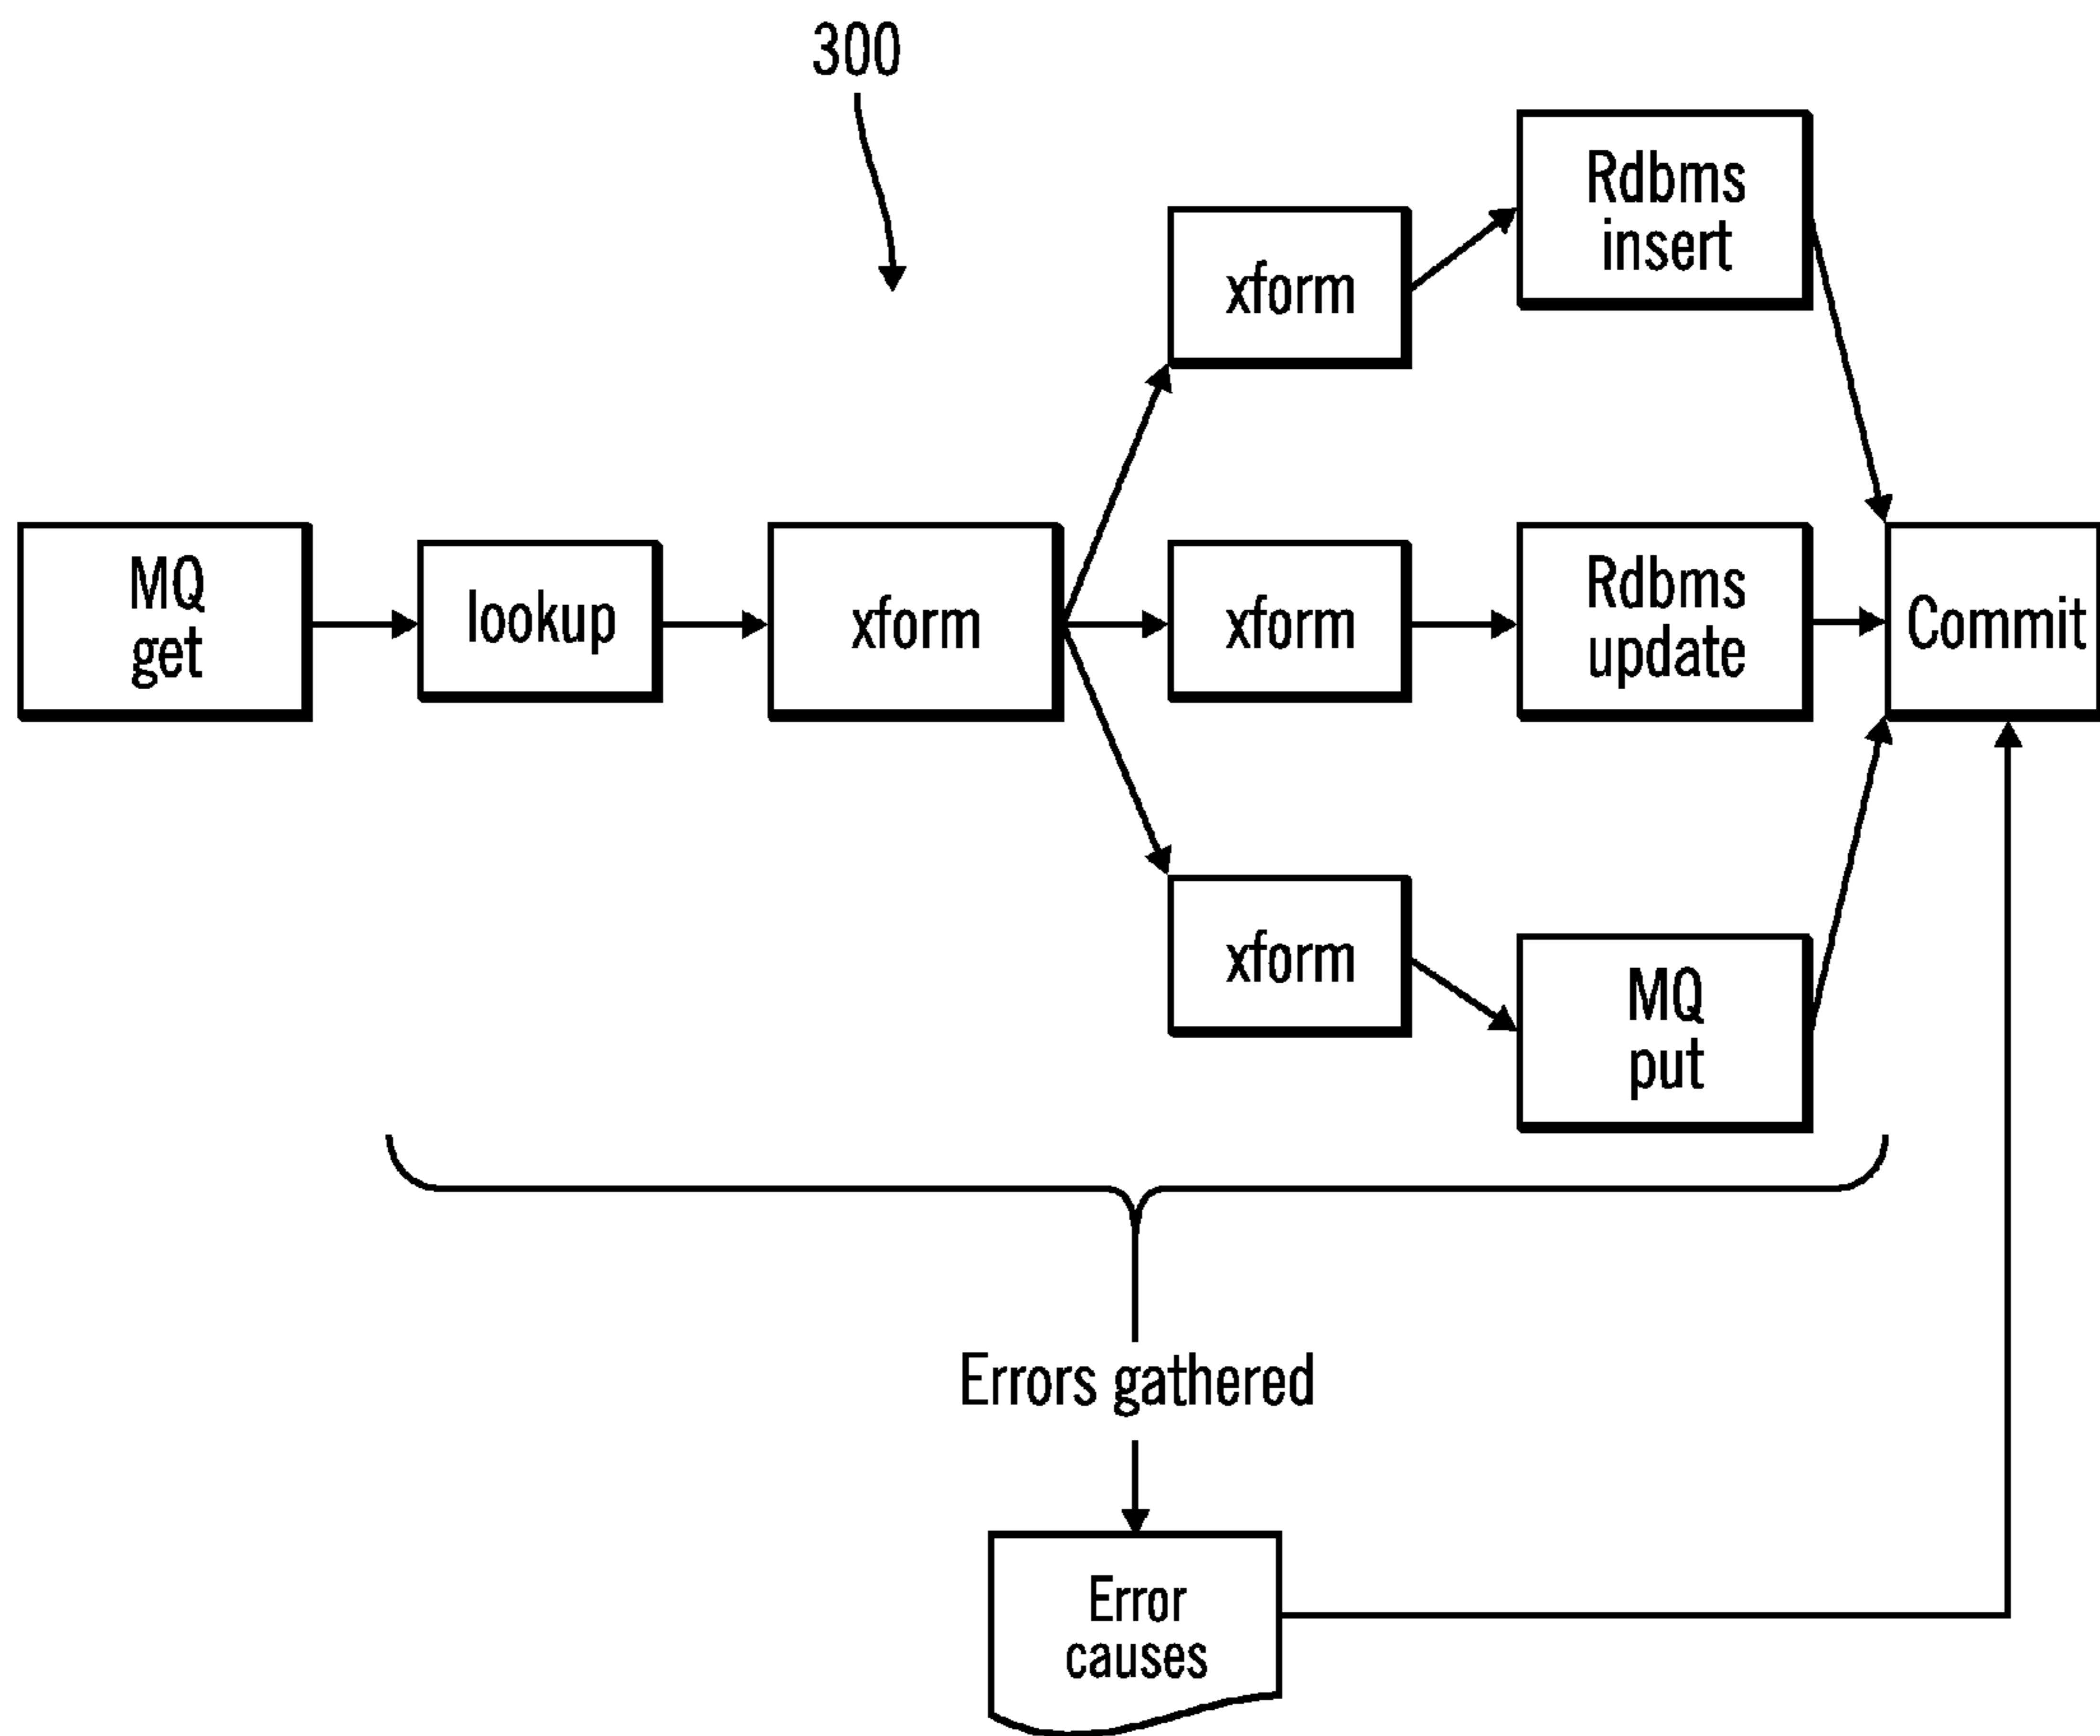 300
Rdbms
insert
xform
MQ
get
lookup
xform
xform
Rdbms
update
Commit
xform
MQ
put
Errors gathered
Error
causes